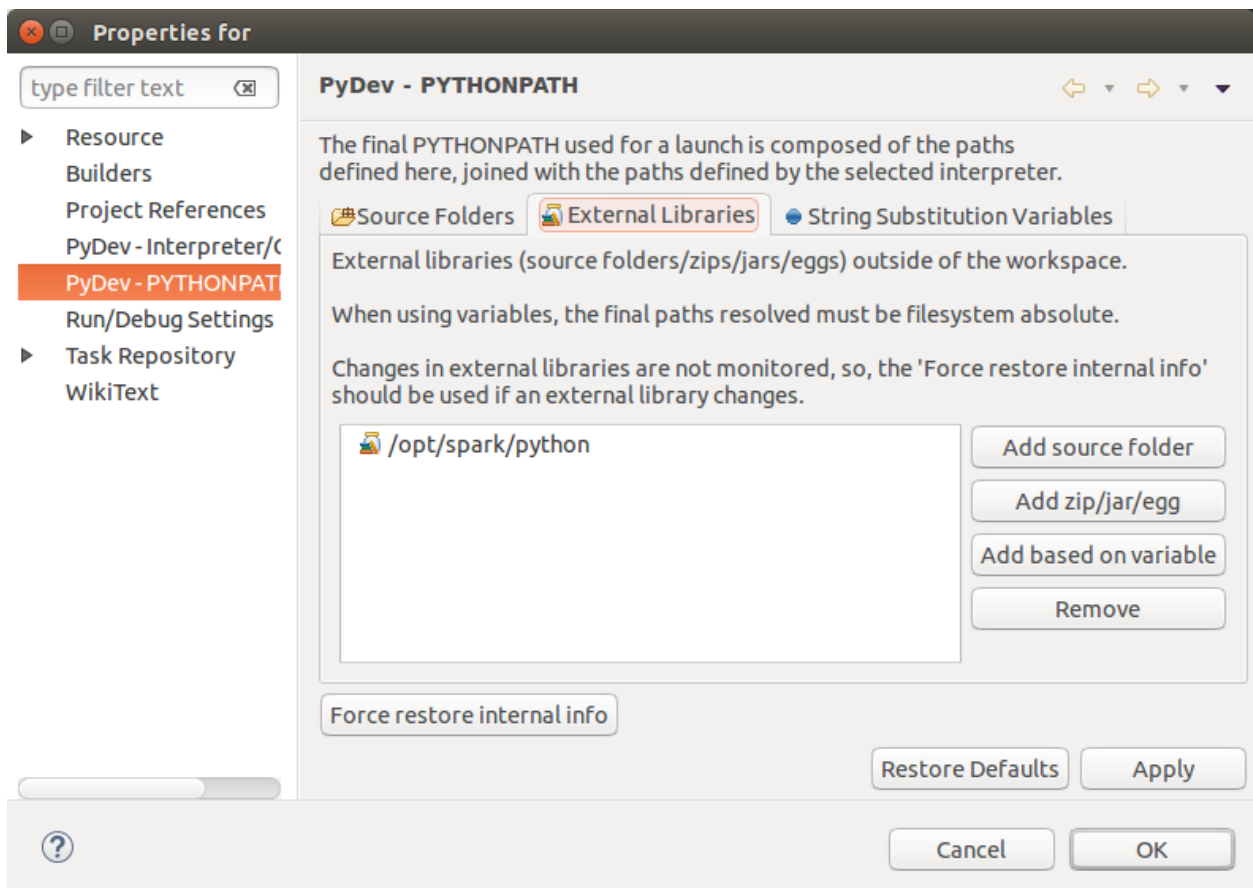 Properties for
type filter text
Resource
Builders
Project References
PyDev - Interpreter/
PyDev - PYTHONPAT
Run/Debug Settings
Task Repository
WikiText
PyDev - PYTHONPATH
The final PYTHONPATH used for a launch is composed of the paths
defined here, joined with the paths defined by the selected interpreter.
Source Folders External Libraries String Substitution Variables
External libraries (source folders/zips/jars/eggs) outside of the workspace.
When using variables, the final paths resolved must be filesystem absolute.
Changes in external libraries are not monitored, so, the 'Force restore internal info'
should be used if an external library changes.
/opt/spark/python
Add source folder
Add zip/jar/egg
Add based on variable
Remove
Force restore internal info
Restore Defaults Apply
? Cancel OK